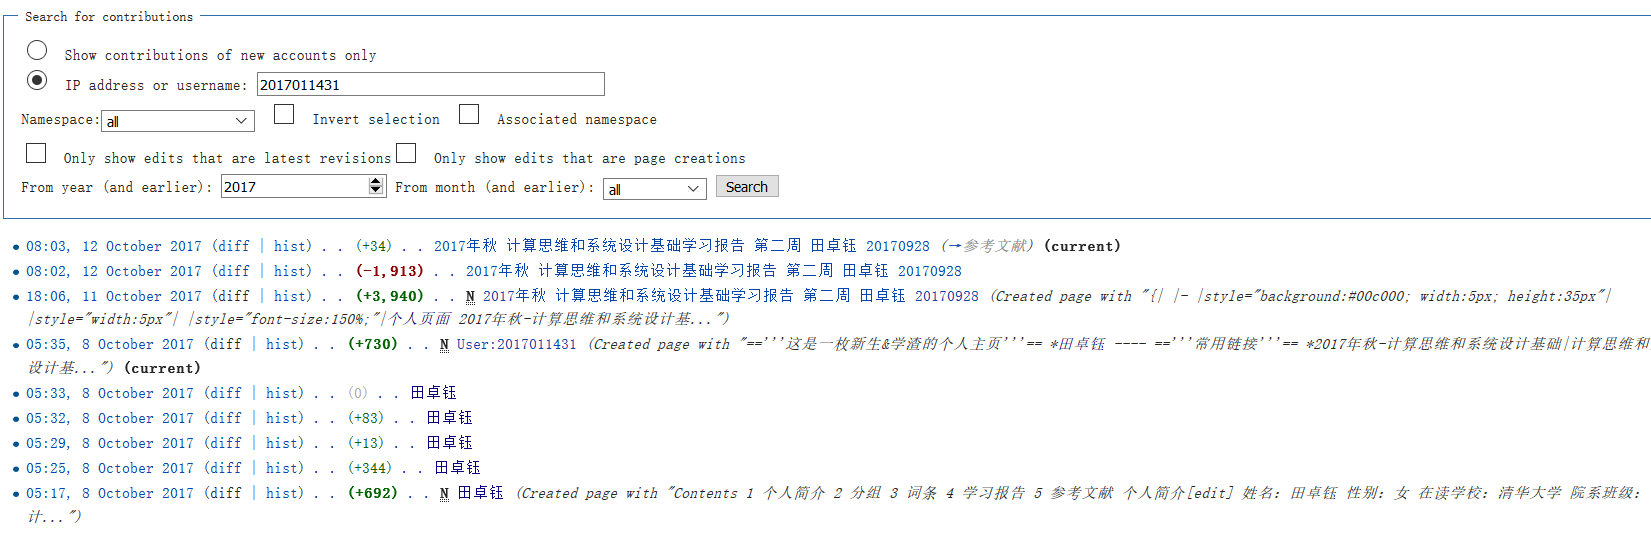 Search for contributions
Show contributions of new accounts only
IP address or username: 2017011431
Namespace: all Invert selection Associated namespace
Only show edits that are latest revisions Only show edits that are page creations
From year (and earlier): 2017 From month (and earlier): all Search
08:03, 12 October 2017 (diff | hist) . . (+34) . . 2017年秋 计算思维和系统设计基础学习报告 第二周 田卓钰 20170928 (→参考文献) (current)
08:02, 12 October 2017 (diff | hist) . . (-1,913) . . 2017年秋 计算思维和系统设计基础学习报告 第二周 田卓钰 20170928
18:06, 11 October 2017 (diff | hist) . . (+3,940) . . N 2017年秋 计算思维和系统设计基础学习报告 第二周 田卓钰 20170928 (Created page with "{| |- |style="background:#00c000; width:5px; height:35px"|
|style="width:5px"| |style="font-size:150%;"|个人页面 2017年秋-计算思维和系统设计基...")
05:35, 8 October 2017 (diff | hist) . . (+730) . . N User:2017011431 (Created page with "=='''这是一枚新生&学渣的个人主页'''== *田卓钰 ---- =='''常用链接'''== *2017年秋-计算思维和系统设计基础|计算思维和
设计基...") (current)
05:33, 8 October 2017 (diff | hist) . . (0) . . 田卓钰
05:32, 8 October 2017 (diff | hist) . . (+83) . . 田卓钰
05:29, 8 October 2017 (diff | hist) . . (+13) . . 田卓钰
05:25, 8 October 2017 (diff | hist) . . (+344) . . 田卓钰
05:17, 8 October 2017 (diff | hist) . . (+692) . . N 田卓钰 (Created page with "Contents 1 个人简介 2 分组 3 词条 4 学习报告 5 参考文献 个人简介[edit] 姓名: 田卓钰 性别: 女 在读学校: 清华大学 院系班级:
计...")